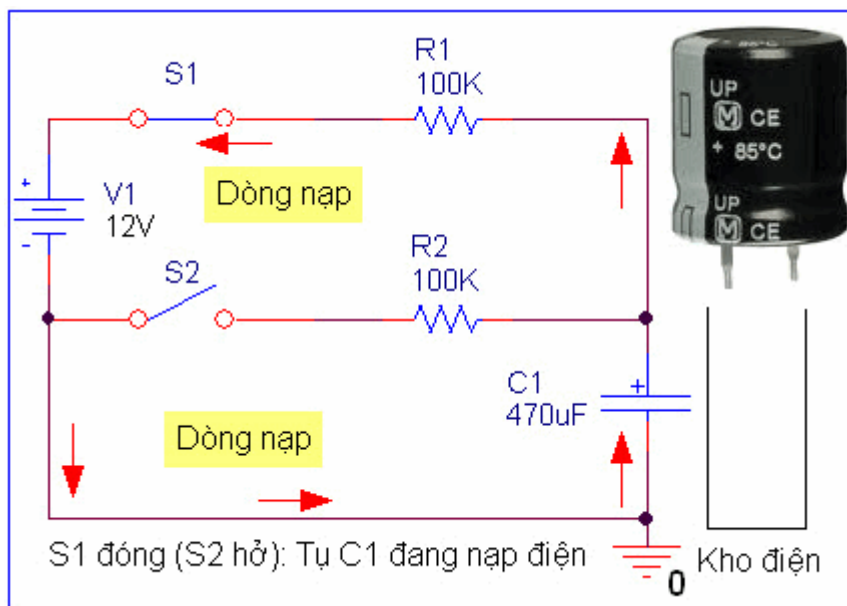 S1
R1
100K
+
V1
12V
-
Dòng nạp
S2
R2
100K
+
C1
470uF
Dòng nạp
S1 đóng (S2 hở): Tụ C1 đang nạp điện
0
85°C
UP
M CE
+ 85°C
UP
M CE
Kho điện